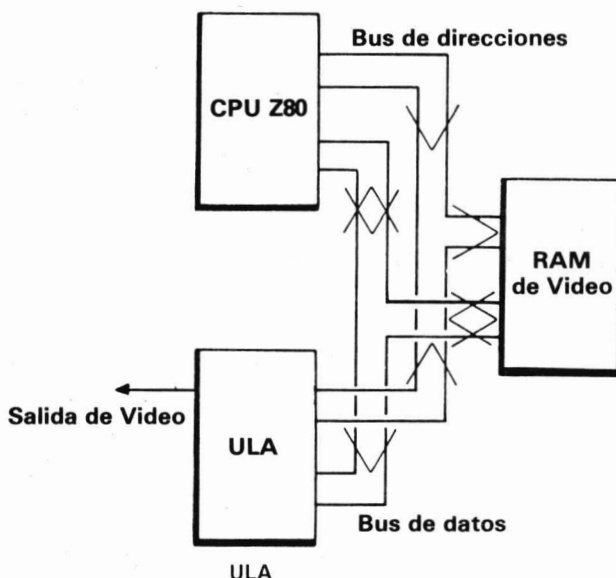 Bus de direcciones
CPU Z80
RAM
de Video
Salida de Video
ULA
Bus de datos
ULA